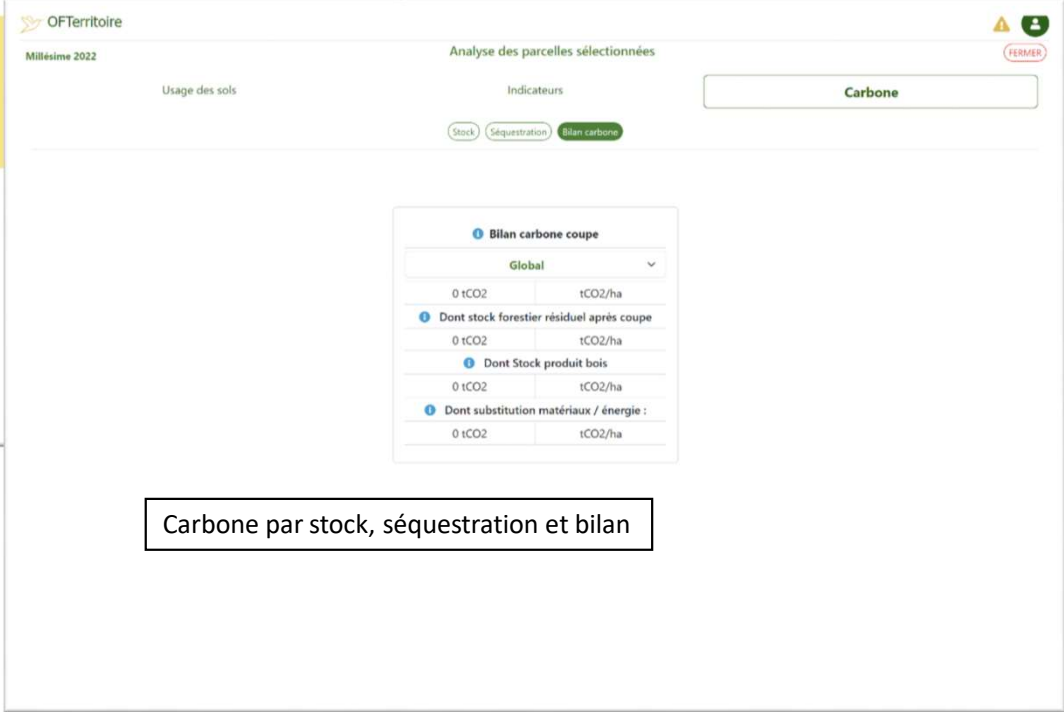 OFTerritoire
Millésime 2022
Analyse des parcelles sélectionnées
FERMER
Usage des sols
Indicateurs
Carbone
Stock
Séquestration
Bilan carbone
Bilan carbone coupe
Global
0 tCO2 tCO2/ha
Dont stock forestier résiduel après coupe
0 tCO2 tCO2/ha
Dont Stock produit bois
0 tCO2 tCO2/ha
Dont substitution matériaux / énergie :
0 tCO2 tCO2/ha
Carbone par stock, séquestration et bilan